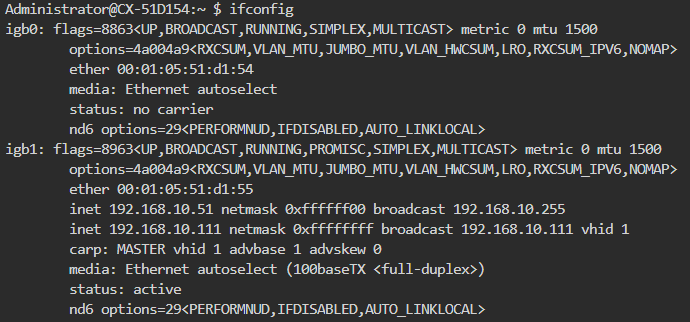 Administrator@CX-51D154:~ $ ifconfig
igb0: flags=8863<UP,BROADCAST,RUNNING,SIMPLEX,MULTICAST> metric 0 mtu 1500
options=4a004a9<RXCSUM,VLAN_MTU,JUMBO_MTU,VLAN_HWCSUM,LRO,RXCSUM_IPV6,NOMAP>
ether 00:01:05:51:d1:54
media: Ethernet autoselect
status: no carrier
nd6 options=29<PERFORMNUD,IFDISABLED,AUTO_LINKLOCAL>
igb1: flags=8963<UP,BROADCAST,RUNNING,PROMISC,SIMPLEX,MULTICAST> metric 0 mtu 1500
options=4a004a9<RXCSUM,VLAN_MTU,JUMBO_MTU,VLAN_HWCSUM,LRO,RXCSUM_IPV6,NOMAP>
ether 00:01:05:51:d1:55
inet 192.168.10.51 netmask 0xffffff00 broadcast 192.168.10.255
inet 192.168.10.111 netmask 0xffffffff broadcast 192.168.10.111 vhid 1
carp: MASTER vhid 1 advbase 1 advskew 0
media: Ethernet autoselect (100baseTX <full-duplex>)
status: active
nd6 options=29<PERFORMNUD,IFDISABLED,AUTO_LINKLOCAL>